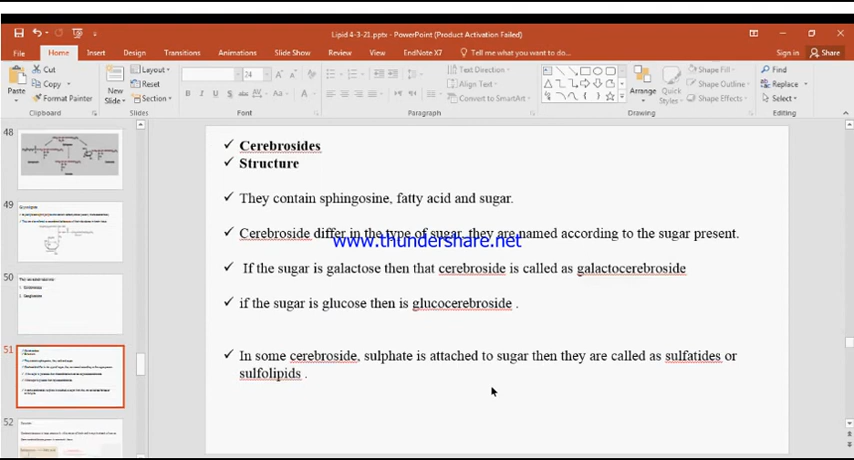 Lipid 4-3-21.pptx - PowerPoint (Product Activation Failed)
File Home Insert Design Transitions Animations Slide Show Review View EndNote X7 Tell me what you want to do... Sign in Share
Paste
Cut
Copy
Format Painter
Clipboard
New Slide
Layout
Reset
Section
Slides
24
Font
Text Direction
Align Text
Convert to SmartArt
Paragraph
Arrange
Quick Styles
Shape Fill
Shape Outline
Shape Effects
Drawing
Find
Replace
Select
Editing
48
49
50
51
52
✓ Cerebrosides
✓ Structure
✓ They contain sphingosine, fatty acid and sugar.
✓ Cerebroside differ in the type of sugar, they are named according to the sugar present.
www.thundershare.net
✓ If the sugar is galactose then that cerebroside is called as galactocerebroside
✓ if the sugar is glucose then is glucocerebroside .
✓ In some cerebroside, sulphate is attached to sugar then they are called as sulfatides or
sulfolipids .